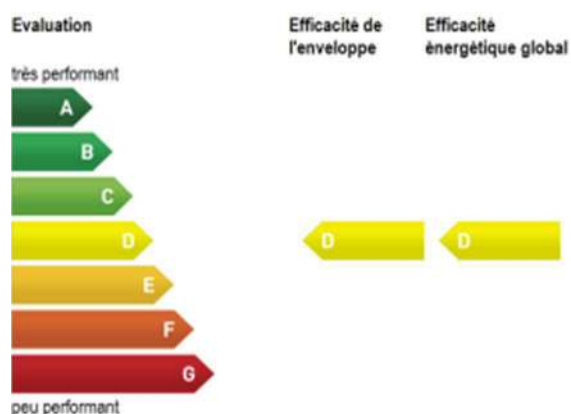 Evaluation
Efficacité de l'enveloppe
Efficacité énergétique global
très performant
A
B
C
D
D
D
E
F
G
peu performant